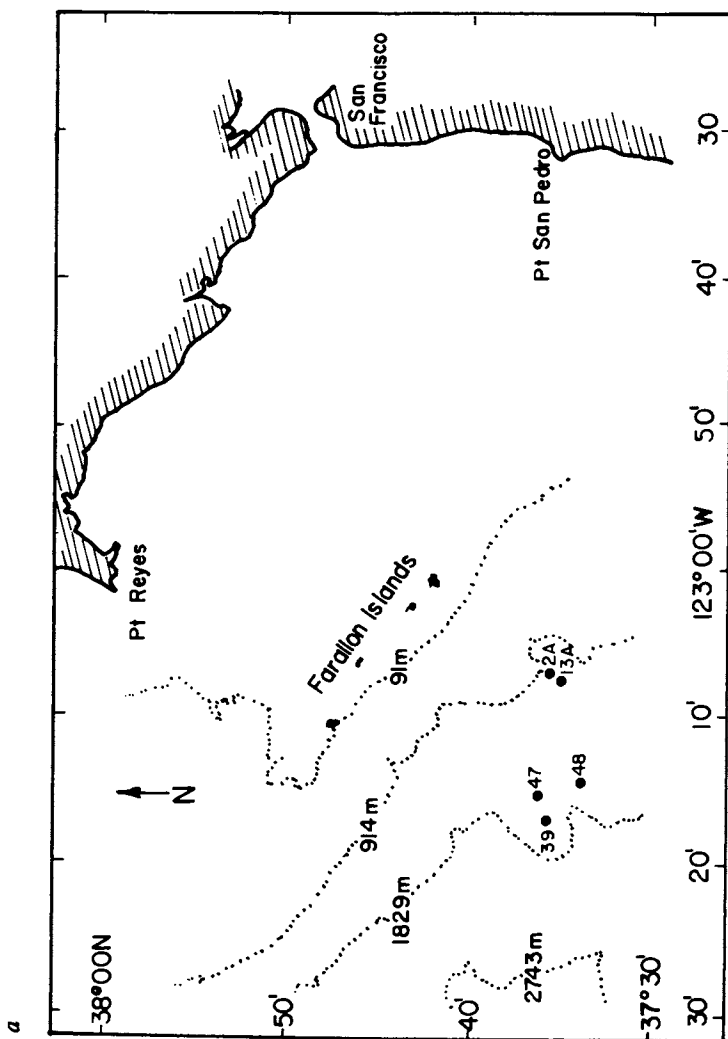 a
38°00N
50'
40'
37°30'
30'
20'
10'
123°00'W
50'
40'
30
Pt Reyes
San
Francisco
Pt San Pedro
Farallon Islands
N
91m
914m
1829m
2743m
2A
13A
47
39
48